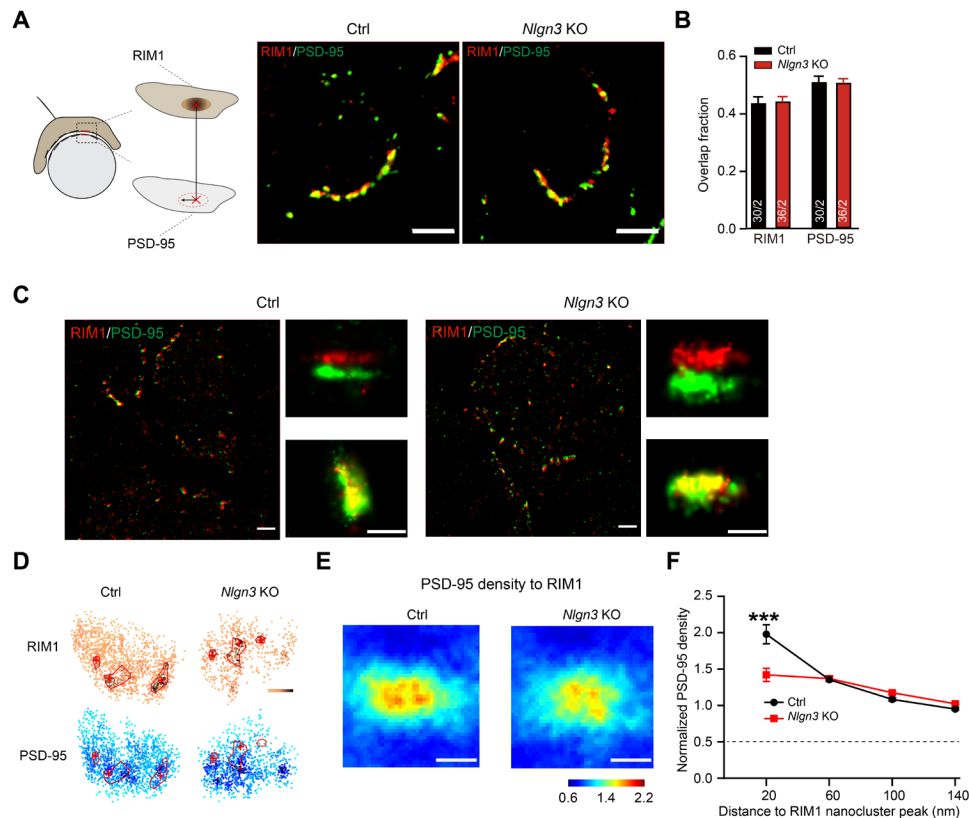 A
Ctrl
Nlgn3 KO
RIM1
PSD-95
RIM1/PSD-95
RIM1/PSD-95
B
Ctrl
Nlgn3 KO
Overlap fraction
0.6
0.4
0.2
0.0
30/2
36/2
30/2
36/2
RIM1
PSD-95
C
Ctrl
Nlgn3 KO
RIM1/PSD-95
RIM1/PSD-95
D
Ctrl
Nlgn3 KO
RIM1
PSD-95
E
PSD-95 density to RIM1
Ctrl
Nlgn3 KO
0.6 1.4 2.2
F
Normalized PSD-95 density
2.5
2.0
1.5
1.0
0.5
0.0
***
Ctrl
Nlgn3 KO
20 60 100 140
Distance to RIM1 nanocluster peak (nm)